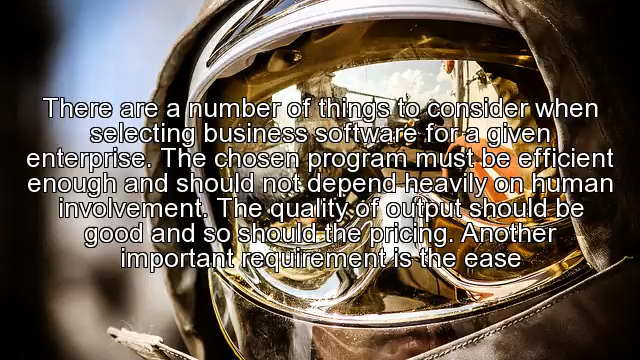 There are a number of things to consider when
selecting business software for a given
enterprise. The chosen program must be efficient
enough and should not depend heavily on human
involvement. The quality of output should be
good and so should the pricing. Another
important requirement is the ease